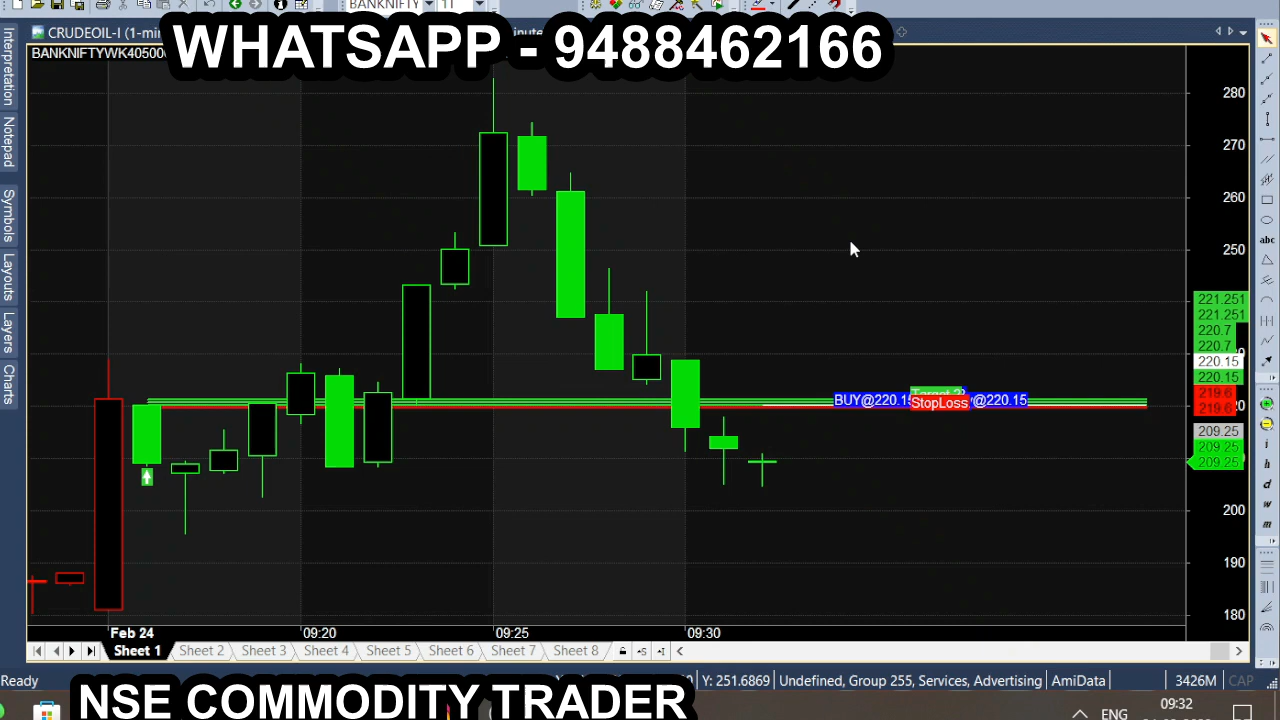 BANKNIFTY 11
CRUDEOIL-I (1-min
WHATSAPP - 9488462166
BANKNIFTYWK40500
Interpretation
Notepad
Symbols
Layouts
Layers
Charts
280
270
260
250
221.251
221.251
220.7
220.7
220.15
220.15
219.6
219.6
209.25
209.25
209.25
200
190
180
BUY@220.15
StopLoss
@220.15
abc
i
h
d
w
m
Feb 24 09:20 09:25 09:30
Sheet 1 Sheet 2 Sheet 3 Sheet 4 Sheet 5 Sheet 6 Sheet 7 Sheet 8
Ready
Y: 251.6869 Undefined, Group 255, Services, Advertising AmiData 3426M CAP
NSE COMMODITY TRADER
ENG
09:32